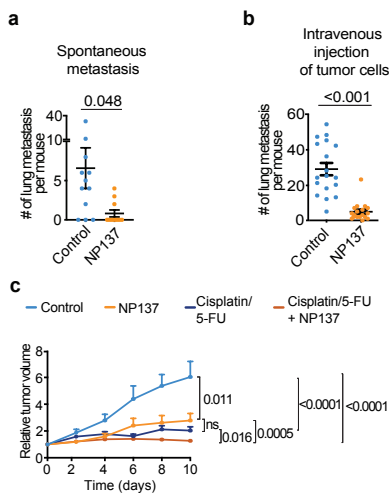 a
Spontaneous
metastasis
0.048
# of lung metastasis
per mouse
40
10
5
0
Control
NP137
b
Intravenous
injection
of tumor cells
<0.001
# of lung metastasis
per mouse
60
40
20
0
Control
NP137
c
Control
NP137
Cisplatin/
5-FU
Cisplatin/5-FU
+ NP137
Relative tumor volume
8
6
4
2
0
0 2 4 6 8 10
Time (days)
0.011
ns
0.016
0.0005
<0.0001
<0.0001